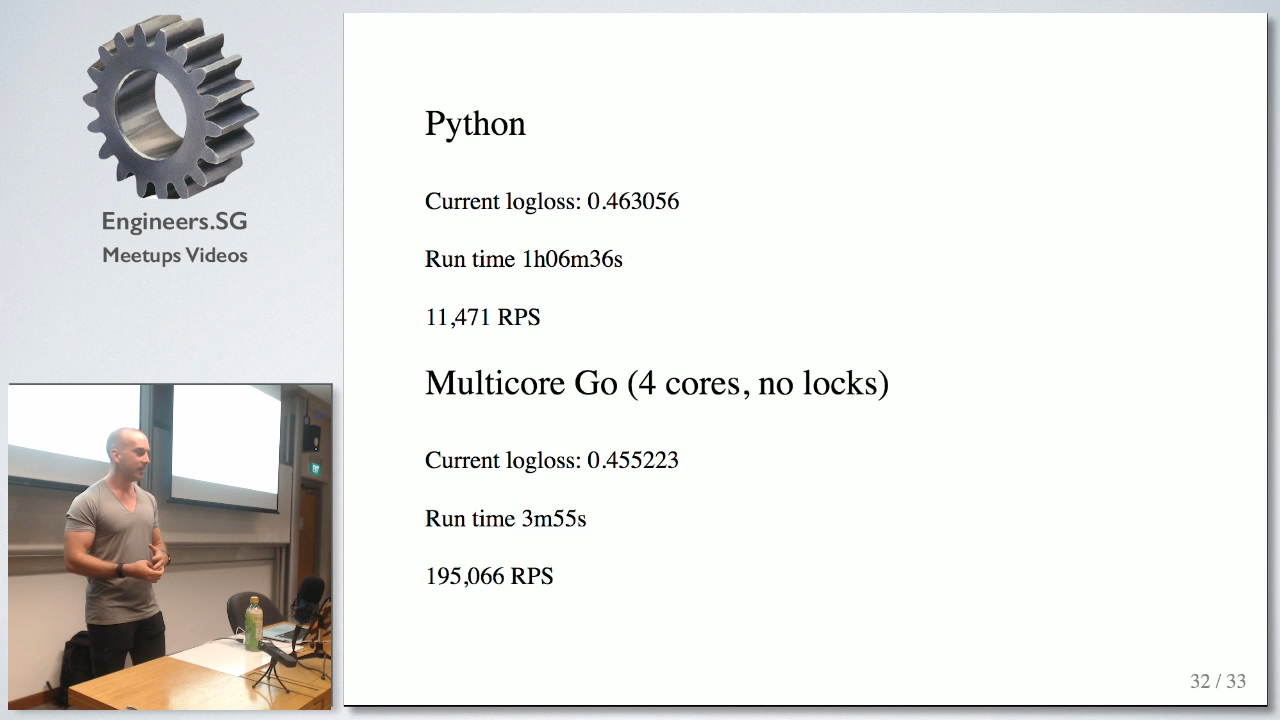 Engineers.SG
Meetups Videos
Python
Current logloss: 0.463056
Run time 1h06m36s
11,471 RPS
Multicore Go (4 cores, no locks)
Current logloss: 0.455223
Run time 3m55s
195,066 RPS
32 / 33